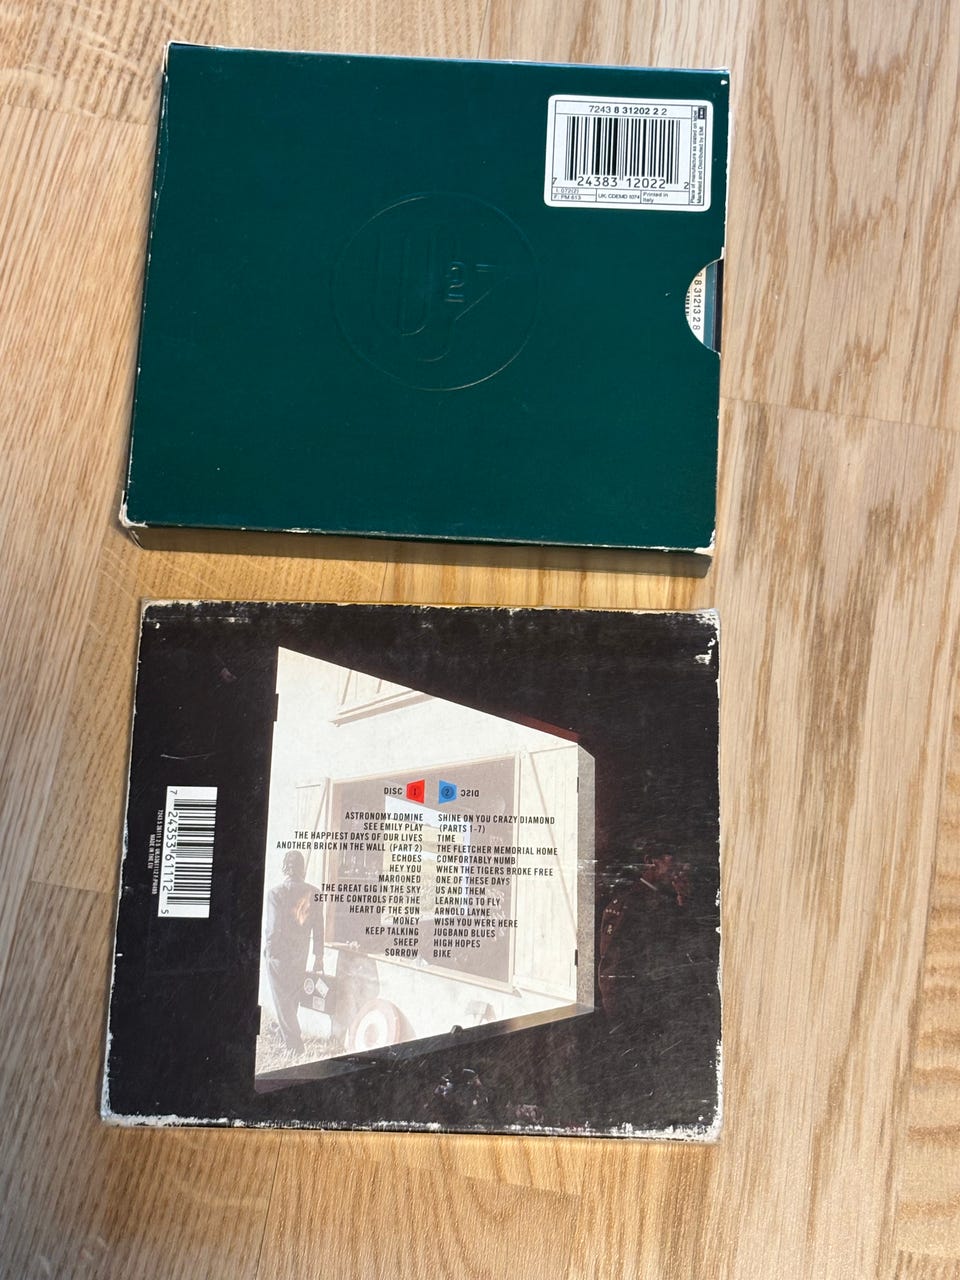 7243 8 31202 2 2
7 24383 12022 2
UK: CDEMD 8374
Printed in
Italy
F: PM 613
8 31213 2 8
DISC 1
2 DISC
ASTRONOMY DOMINE
SEE EMILY PLAY
THE HAPPIEST DAYS OF OUR LIVES
ANOTHER BRICK IN THE WALL (PART 2)
ECHOES
HEY YOU
MAROONED
THE GREAT GIG IN THE SKY
SET THE CONTROLS FOR THE
HEART OF THE SUN
MONEY
KEEP TALKING
SHEEP
SORROW
SHINE ON YOU CRAZY DIAMOND
(PARTS 1-7)
TIME
THE FLETCHER MEMORIAL HOME
COMFORTABLY NUMB
WHEN THE TIGERS BROKE FREE
ONE OF THESE DAYS
US AND THEM
LEARNING TO FLY
ARNOLD LAYNE
WISH YOU WERE HERE
JUGBAND BLUES
HIGH HOPES
BIKE
7 24353 61112 5
MADE IN THE EU